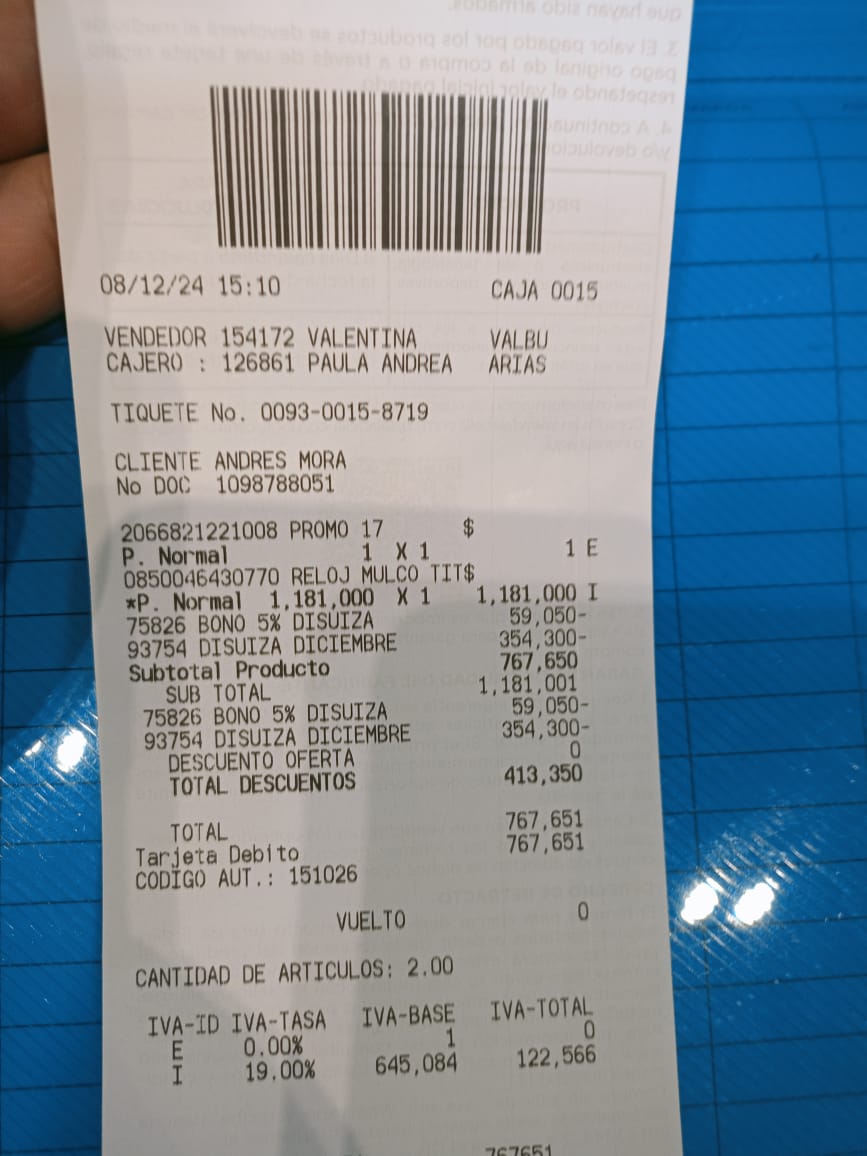 08/12/24 15:10 CAJA 0015
VENDEDOR 154172 VALENTINA VALBU
CAJERO : 126861 PAULA ANDREA ARIAS
TIQUETE No. 0093-0015-8719
CLIENTE ANDRES MORA
No DOC 1098788051
2066821221008 PROMO 17 $
P. Normal 1 X 1 1 E
0850046430770 RELOJ MULCO TIT$
*P. Normal 1,181,000 X 1 1,181,000 I
75826 BONO 5% DISUIZA 59,050-
93754 DISUIZA DICIEMBRE 354,300-
Subtotal Producto 767,650
SUB TOTAL 1,181,001
75826 BONO 5% DISUIZA 59,050-
93754 DISUIZA DICIEMBRE 354,300-
DESCUENTO OFERTA 0
TOTAL DESCUENTOS 413,350
TOTAL 767,651
Tarjeta Debito 767,651
CODIGO AUT.: 151026
VUELTO 0
CANTIDAD DE ARTICULOS: 2.00
IVA-ID IVA-TASA IVA-BASE IVA-TOTAL
E 0.00% 1 0
I 19.00% 645,084 122,566
767651